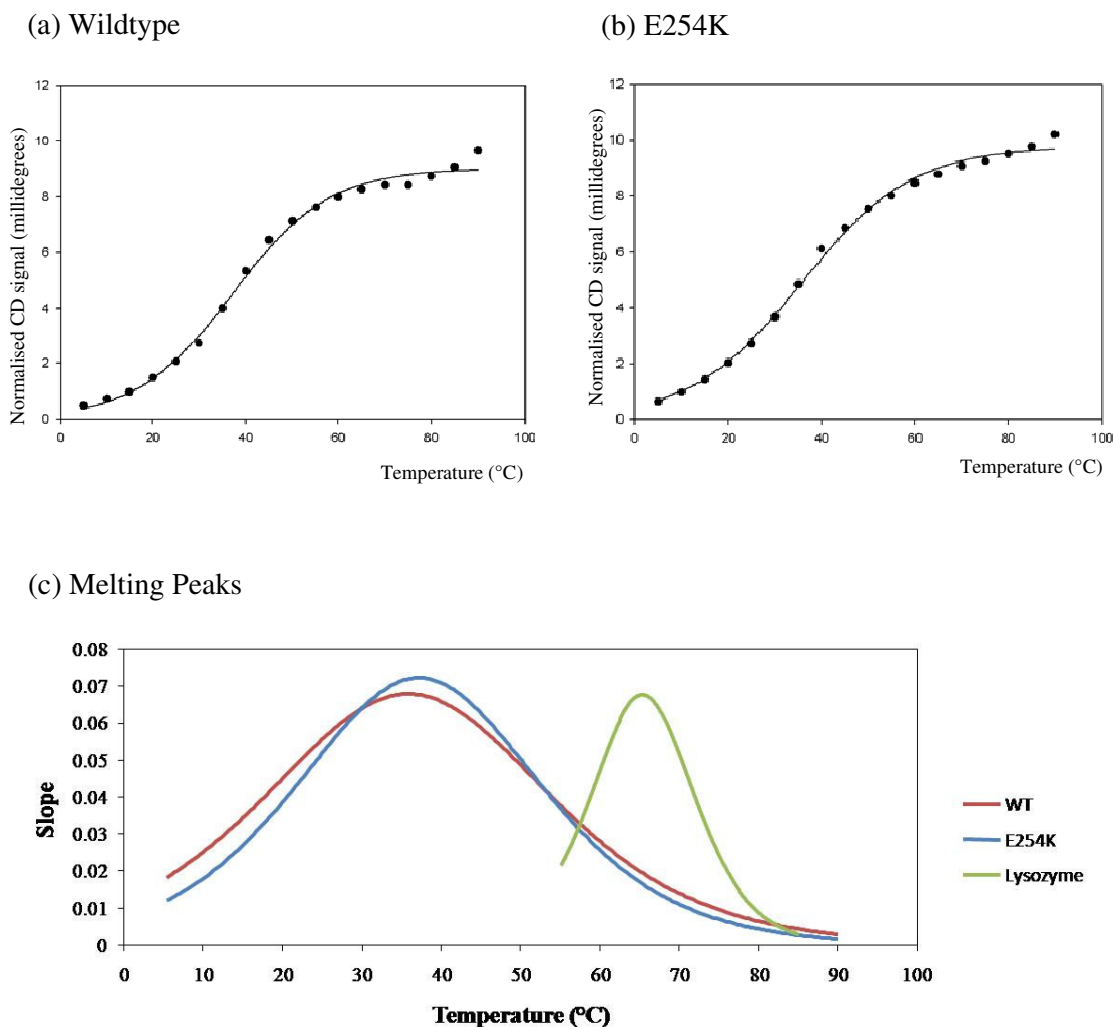 (a) Wildtype
(b) E254K
Normalised CD signal (millidegrees)
12
10
8
6
4
2
0
0 20 40 60 80 100
Temperature (°C)
Normalised CD signal (millidegrees)
12
10
8
6
4
2
0
0 20 40 60 80 100
Temperature (°C)
(c) Melting Peaks
Slope
0.08
0.07
0.06
0.05
0.04
0.03
0.02
0.01
0
0 10 20 30 40 50 60 70 80 90 100
Temperature (°C)
WT
E254K
Lysozyme